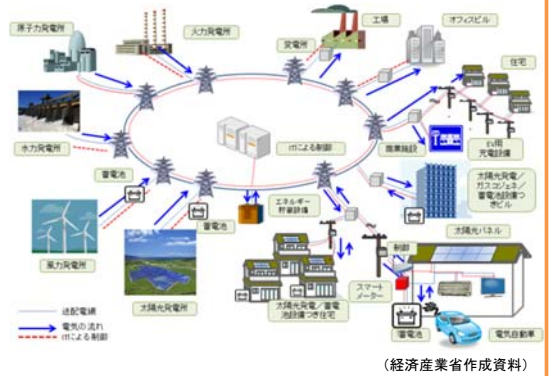 原子力発電所
火力発電所
変電所
工場
オフィスビル
住宅
水力発電所
ITによる制御
商業施設
EV用
充電設備
蓄電池
蓄電池
エネルギー
貯蔵設備
太陽光発電/
ガスコジェネ/
蓄電池設備つ
きビル
風力発電所
太陽光発電所
太陽光パネル
制御
スマート
メーター
太陽光発電/蓄電
池設備つき住宅
蓄電池
電気自動車
送配電網
電気の流れ
ITによる制御
(経済産業省作成資料)